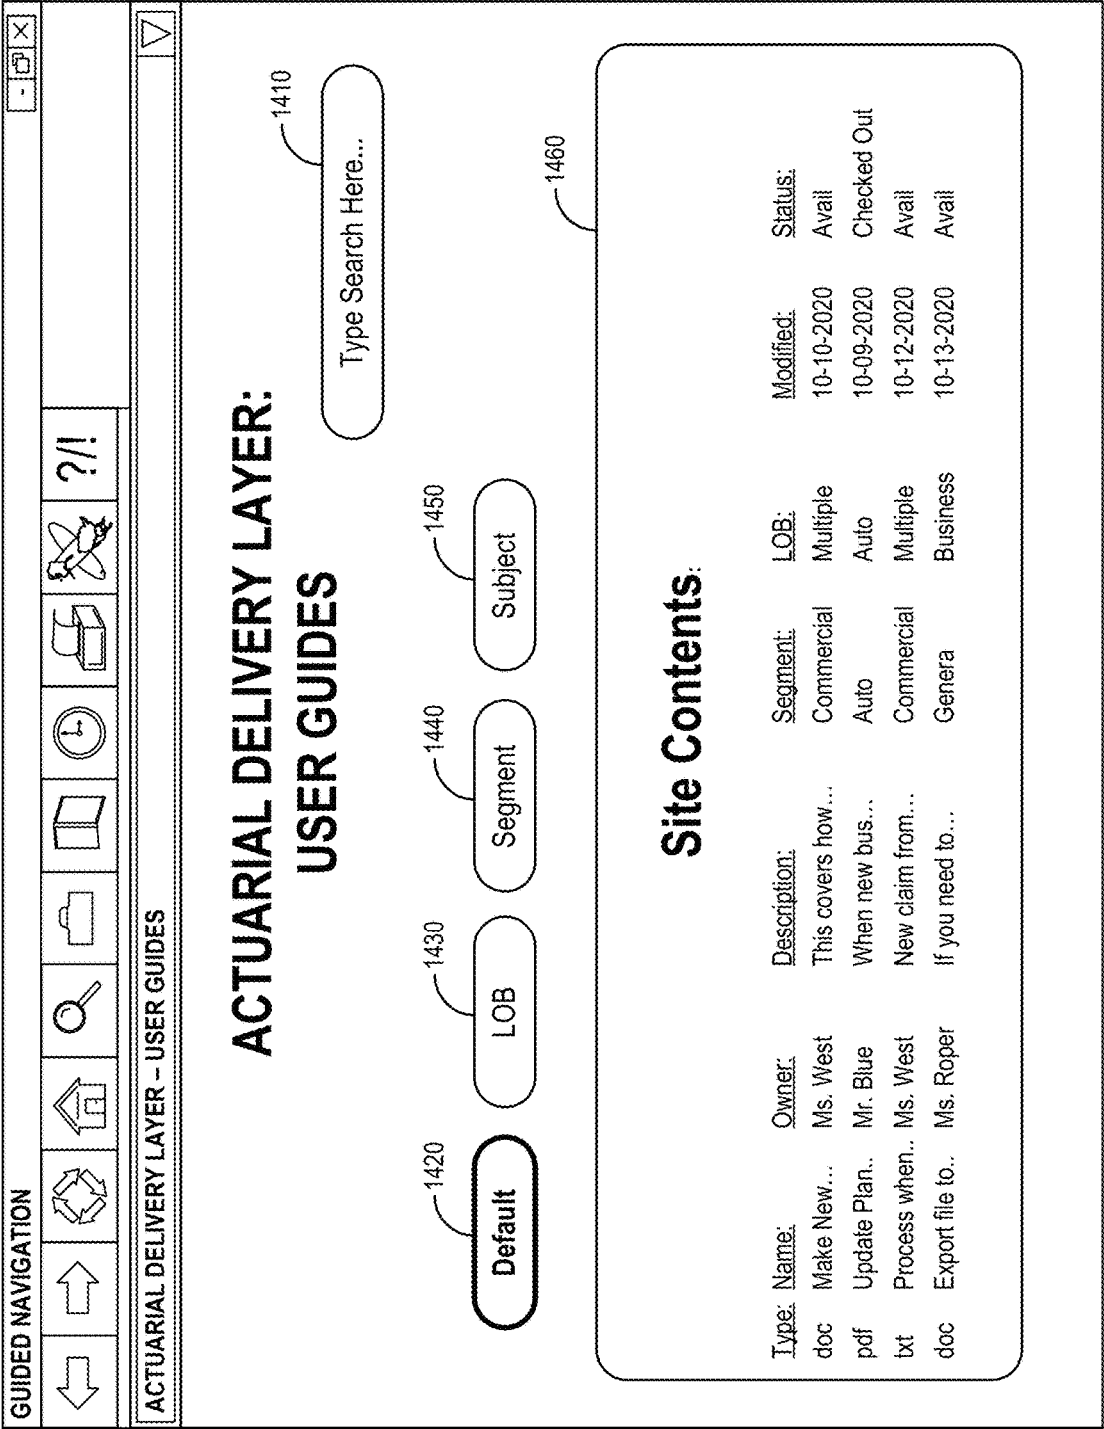 GUIDED NAVIGATION
- X
?/!
ACTUARIAL DELIVERY LAYER – USER GUIDES
ACTUARIAL DELIVERY LAYER:
USER GUIDES
1410
Type Search Here...
1420
1430
1440
1450
Default
LOB
Segment
Subject
1460
Site Contents:
Type: Name: Owner: Description: Segment: LOB: Modified: Status:
doc Make New... Ms. West This covers how... Commercial Multiple 10-10-2020 Avail
pdf Update Plan.. Mr. Blue When new bus... Auto Auto 10-09-2020 Checked Out
txt Process when.. Ms. West New claim from... Commercial Multiple 10-12-2020 Avail
doc Export file to.. Ms. Roper If you need to... Genera Business 10-13-2020 Avail